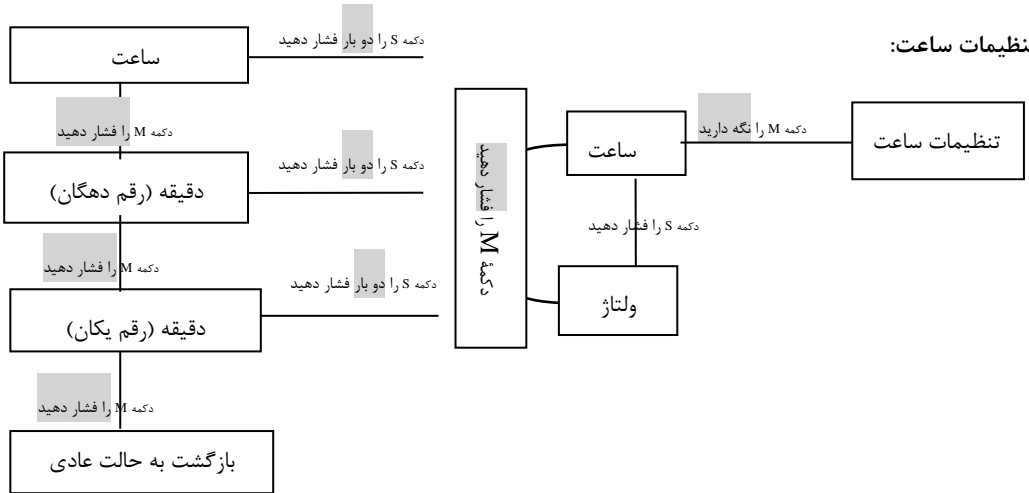 تنظیمات ساعت:
تنظیمات ساعت
دکمه M را نگه دارید
ساعت
دکمه S را فشار دهید
ولتاژ
دکمۀ M را فشار دهید
دکمه S را دو بار فشار دهید
ساعت
دکمه M را فشار دهید
دکمه S را دو بار فشار دهید
دقیقه (رقم دهگان)
دکمه M را فشار دهید
دکمه S را دو بار فشار دهید
دقیقه (رقم یکان)
دکمه M را فشار دهید
بازگشت به حالت عادی